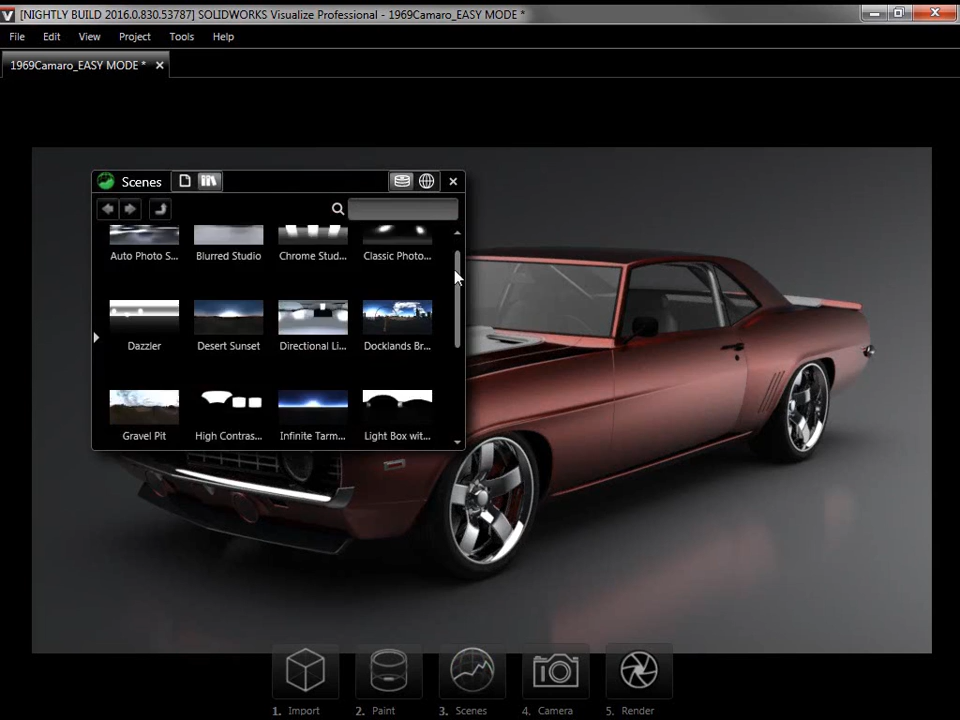 [NIGHTLY BUILD 2016.0.830.53787] SOLIDWORKS Visualize Professional - 1969Camaro_EASY MODE *
File Edit View Project Tools Help
1969Camaro_EASY MODE *
Scenes
Auto Photo S... Blurred Studio Chrome Stud... Classic Photo...
Dazzler Desert Sunset Directional Li... Docklands Br...
Gravel Pit High Contras... Infinite Tarm... Light Box wit...
1. Import 2. Paint 3. Scenes 4. Camera 5. Render